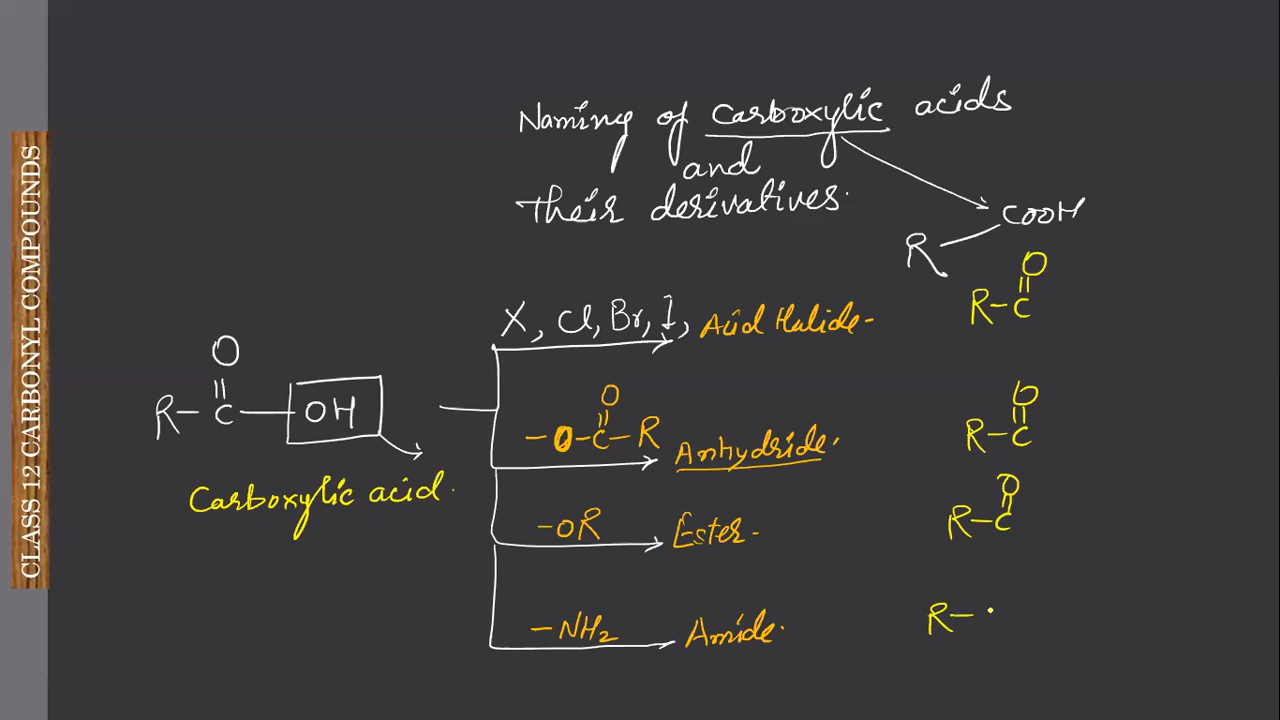 CLASS 12 CARBONYL COMPOUNDS
Naming of carboxylic acids
and
their derivatives.
COOH
R
O
R-C
X, Cl, Br, I, Acid Halide-
O
R-C-OH
Carboxylic acid.
O
-O-C-R Anhydride.
O
R-C
-OR Ester-
O
R-C
-NH2 Amide.
R-